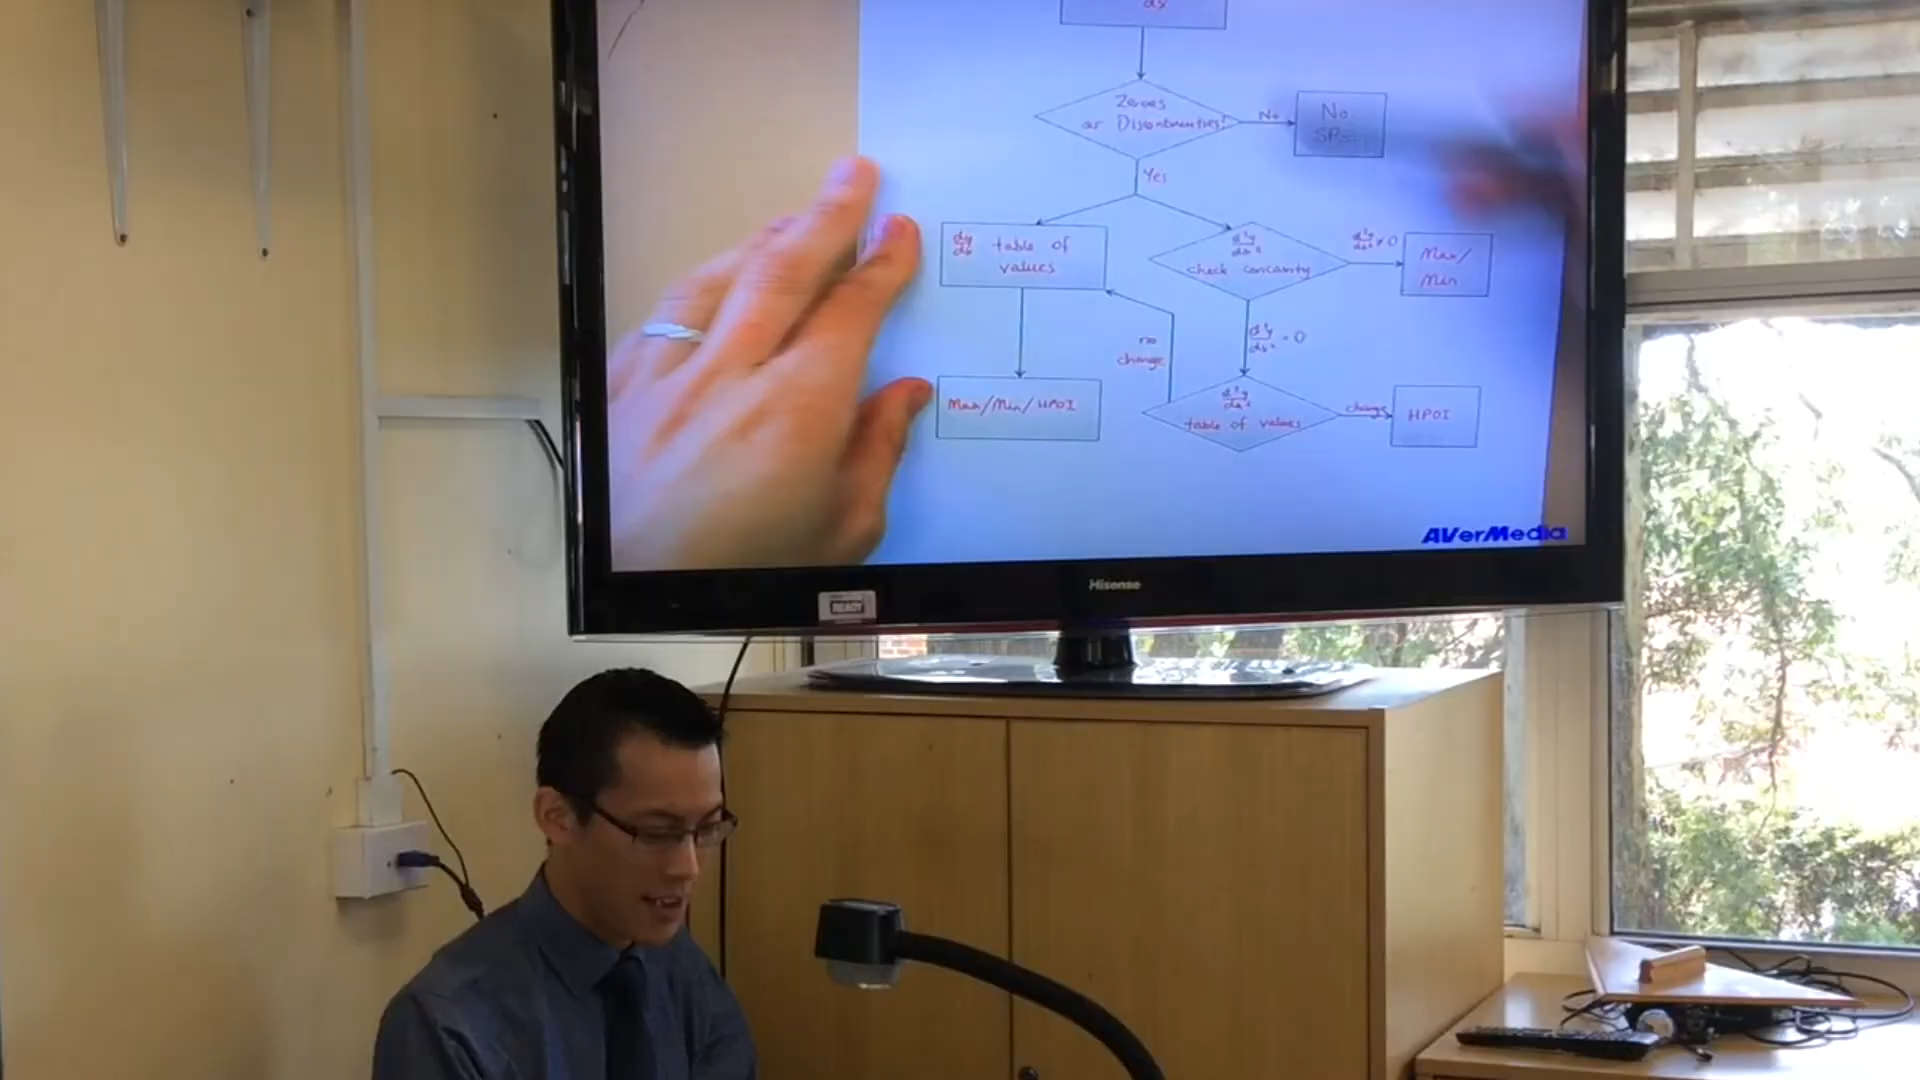 dx
Zeroes
or Discontinuities?
No
No
SPs
Yes
dy/dx table of
values
d²y/dx²
check concavity
d²y/dx² ≠ 0
Max/
Min
no
change
d²y/dx² = 0
Max/Min/HPOI
d²y/dx²
table of values
change
HPOI
AVerMedia
Hisense
READY